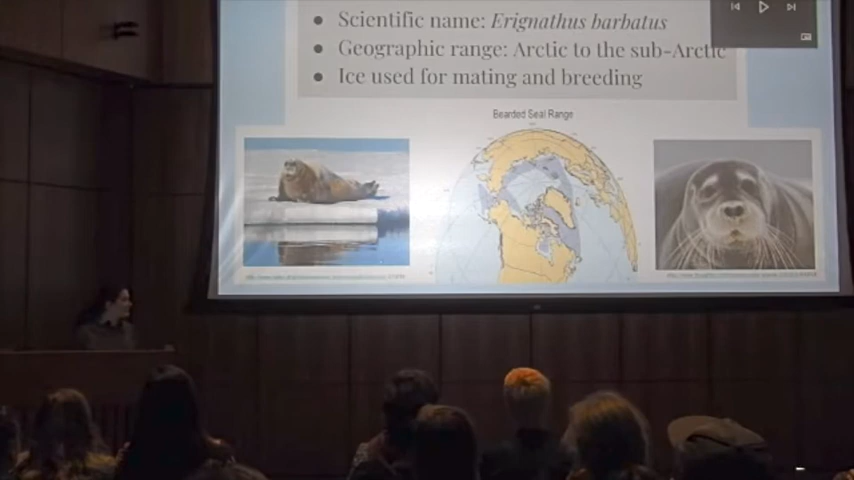 ● Scientific name: Erignathus barbatus
● Geographic range: Arctic to the sub-Arctic
● Ice used for mating and breeding
Bearded Seal Range